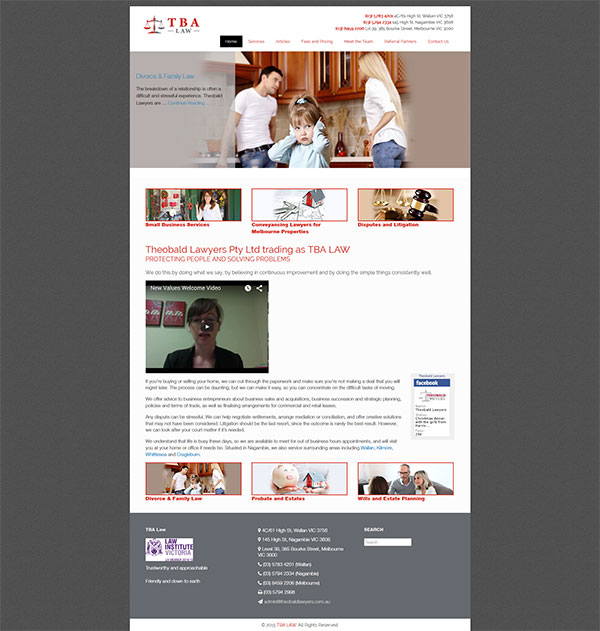 TBA
LAW
(03) 5783 4201 4C/61 High St, Wallan VIC 3756
(03) 5794 2334 145 High St, Nagambie VIC 3608
(03) 8459 2206 Lvl 39, 385 Bourke Street, Melbourne VIC 3000
Home Services Articles Fees and Pricing Meet the Team Referral Partners Contact Us
Divorce & Family Law
The breakdown of a relationship is often a
difficult and stressful experience. Theobald
Lawyers are … Continue Reading
Small Business Services
Conveyancing Lawyers for
Melbourne Properties
Disputes and Litigation
Theobald Lawyers Pty Ltd trading as TBA LAW
PROTECTING PEOPLE AND SOLVING PROBLEMS
We do this by doing what we say, by believing in continuous improvement and by doing the simple things consistently well.
New Values Welcome Video
If you're buying or selling your home, we can cut through the paperwork and make sure you're not making a deal that you will
regret later. The process can be daunting, but we can make it easy, so you can concentrate on the difficult tasks of moving.
We offer advice to business entrepreneurs about business sales and acquisitions, business succession and strategic planning,
policies and terms of trade, as well as finalising arrangements for commercial and retail leases.
Any dispute can be stressful. We can help negotiate settlements, arrange mediation or conciliation, and offer creative solutions
that may not have been considered. Litigation should be the last resort, since the outcome is rarely the best result. However,
we can look after your court matter if it's needed.
We understand that life is busy these days, so we are available to meet for out of business hours appointments, and will visit
you at your home or office if needs be. Situated in Nagambie, we also service surrounding areas including Wallan, Kilmore,
Whittlesea and Craigieburn.
Theobald Lawyers
facebook
THEOBALD
Theobald Lawyers
Christmas dinner
with the girls from
Divorce & Family Law
Probate and Estates
Wills and Estate Planning
TBA Law
LAW
INSTITUTE
VICTORIA
Trustworthy and approachable
Friendly and down to earth
4C/61 High St, Wallan VIC 3756
145 High St, Nagambie VIC 3608
Level 39, 385 Bourke Street, Melbourne
VIC 3000
(03) 5783 4201 (Wallan)
(03) 5794 2334 (Nagambie)
(03) 8459 2206 (Melbourne)
(03) 5794 2998
admin@theobaldlawyers.com.au
SEARCH
Search
© 2015 TBA LAW. All Rights Reserved.